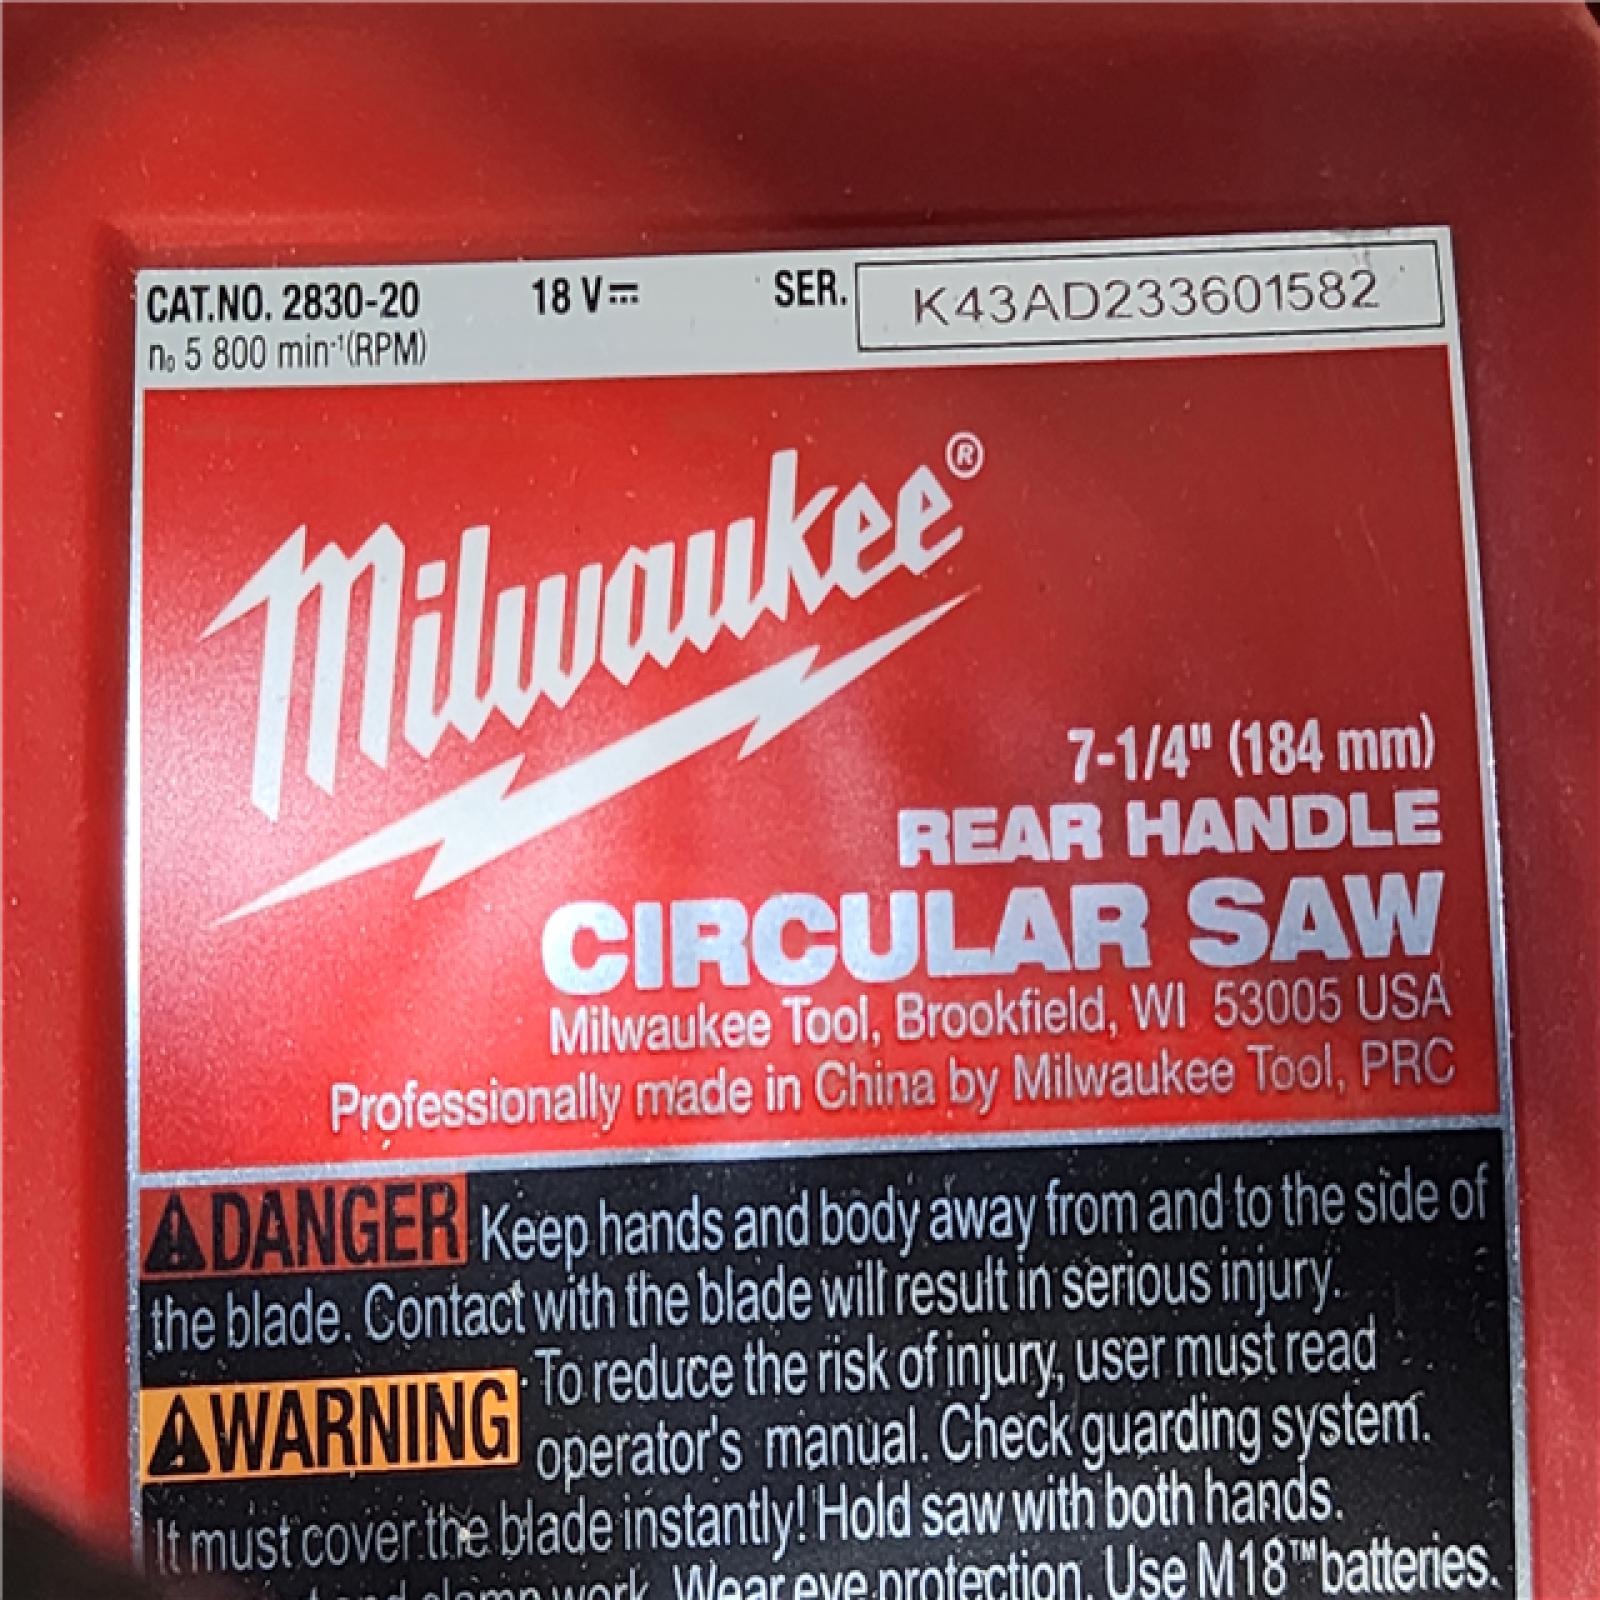 CAT.NO. 2830-20 18 V⎓ SER. K43AD233601582
n₀ 5 800 min⁻¹(RPM)
Milwaukee®
7-1/4" (184 mm)
REAR HANDLE
CIRCULAR SAW
Milwaukee Tool, Brookfield, WI 53005 USA
Professionally made in China by Milwaukee Tool, PRC
⚠DANGER Keep hands and body away from and to the side of
the blade. Contact with the blade will result in serious injury.
⚠WARNING To reduce the risk of injury, user must read
operator's manual. Check guarding system.
It must cover the blade instantly! Hold saw with both hands.
and clamp work. Wear eye protection. Use M18™ batteries.